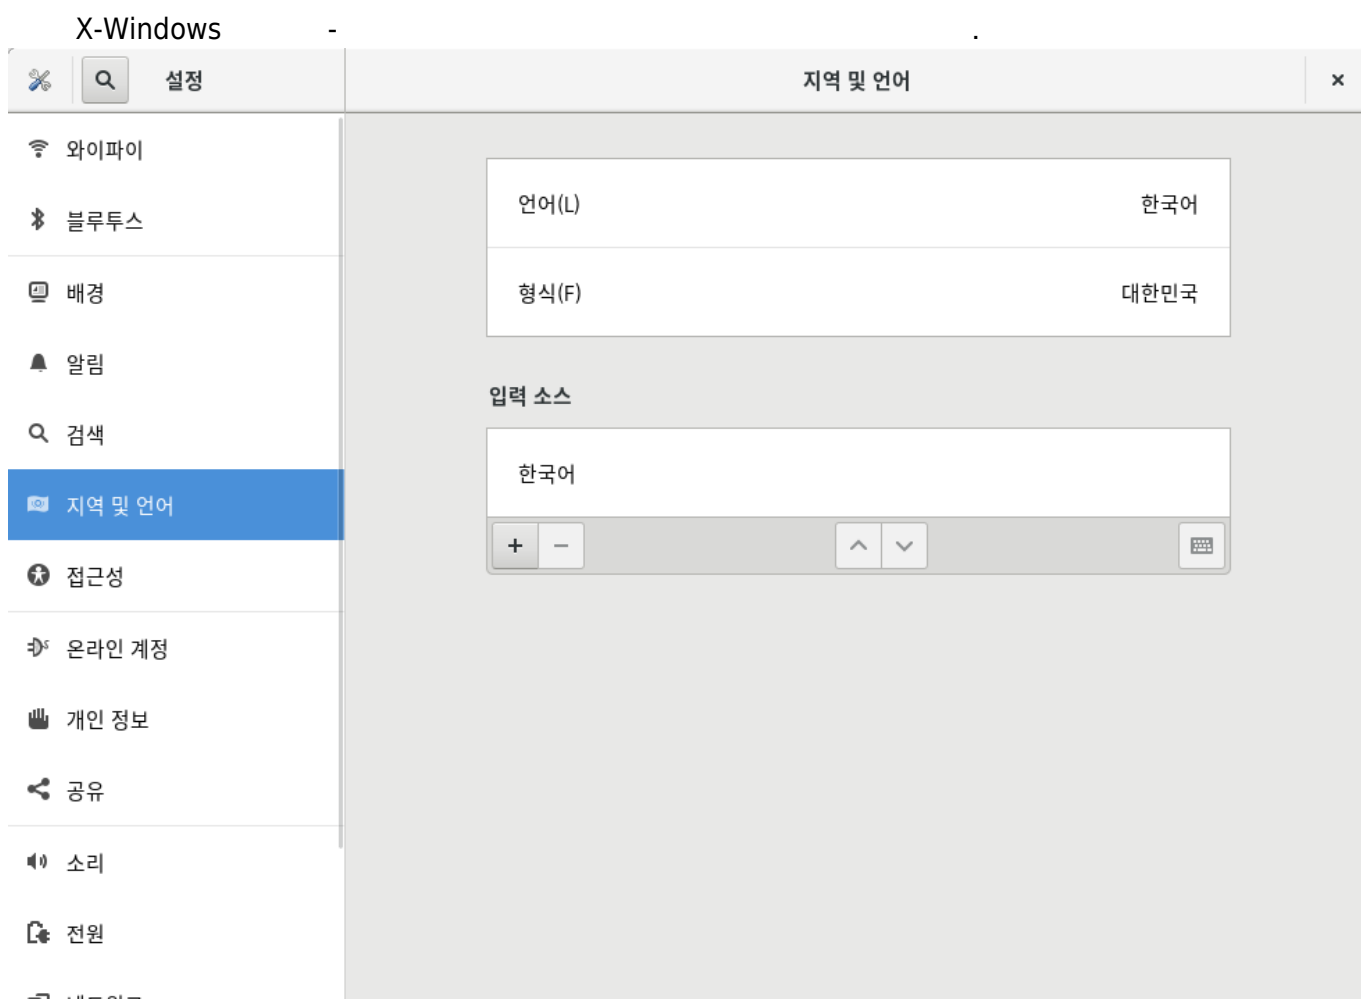 X-Windows - .
설정
지역 및 언어
와이파이
블루투스
배경
알림
검색
지역 및 언어
접근성
온라인 계정
개인 정보
공유
소리
전원
언어(L) 한국어
형식(F) 대한민국
입력 소스
한국어